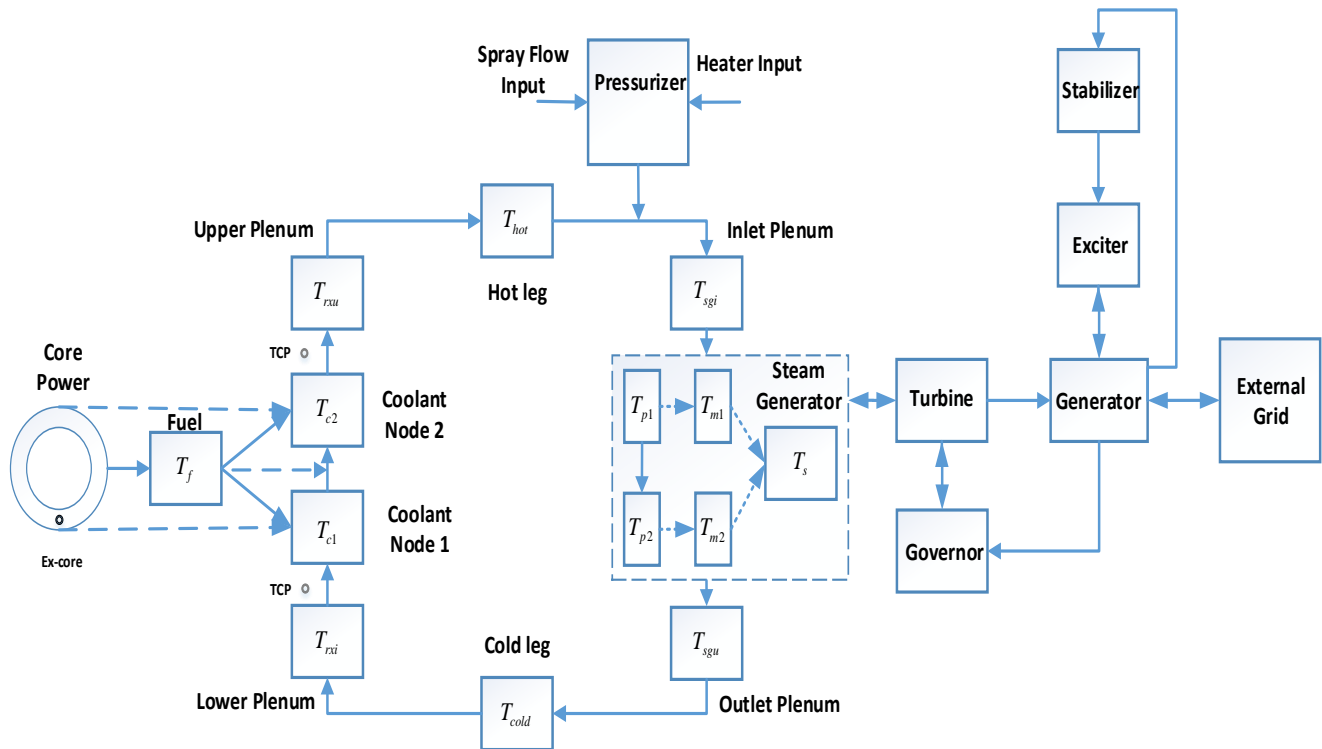 Spray Flow
Input
Pressurizer
Heater Input
Stabilizer
Exciter
Upper Plenum
T_hot
Hot leg
Inlet Plenum
T_rxu
T_sgi
TCP
Core
Power
Fuel
T_f
T_c2
Coolant
Node 2
T_c1
Coolant
Node 1
Ex-core
TCP
T_rxi
Lower Plenum
Cold leg
T_cold
Steam
Generator
T_p1
T_m1
T_s
T_p2
T_m2
T_sgu
Outlet Plenum
Turbine
Governor
Generator
External
Grid